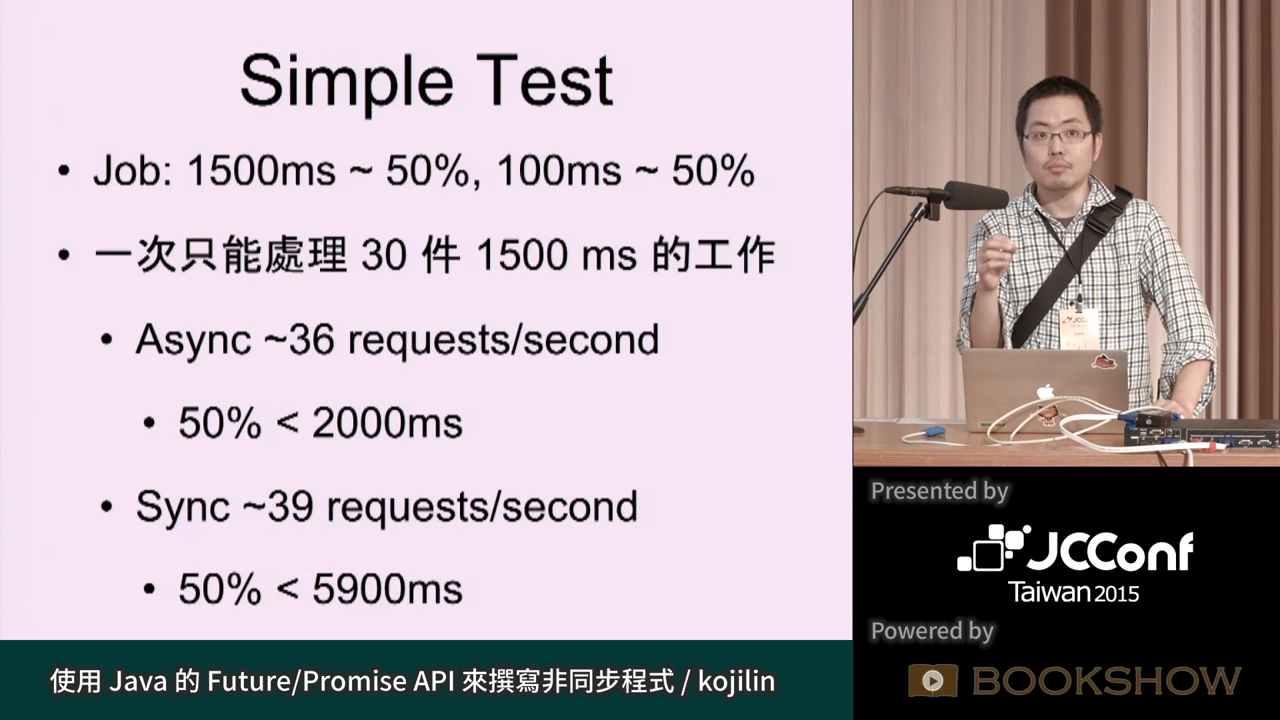 Simple Test
• Job: 1500ms ~ 50%, 100ms ~ 50%
• 一次只能處理 30 件 1500 ms 的工作
• Async ~36 requests/second
• 50% < 2000ms
• Sync ~39 requests/second
• 50% < 5900ms
使用 Java 的 Future/Promise API 來撰寫非同步程式 / kojilin
Presented by
JCConf
Taiwan 2015
Powered by
BOOKSHOW